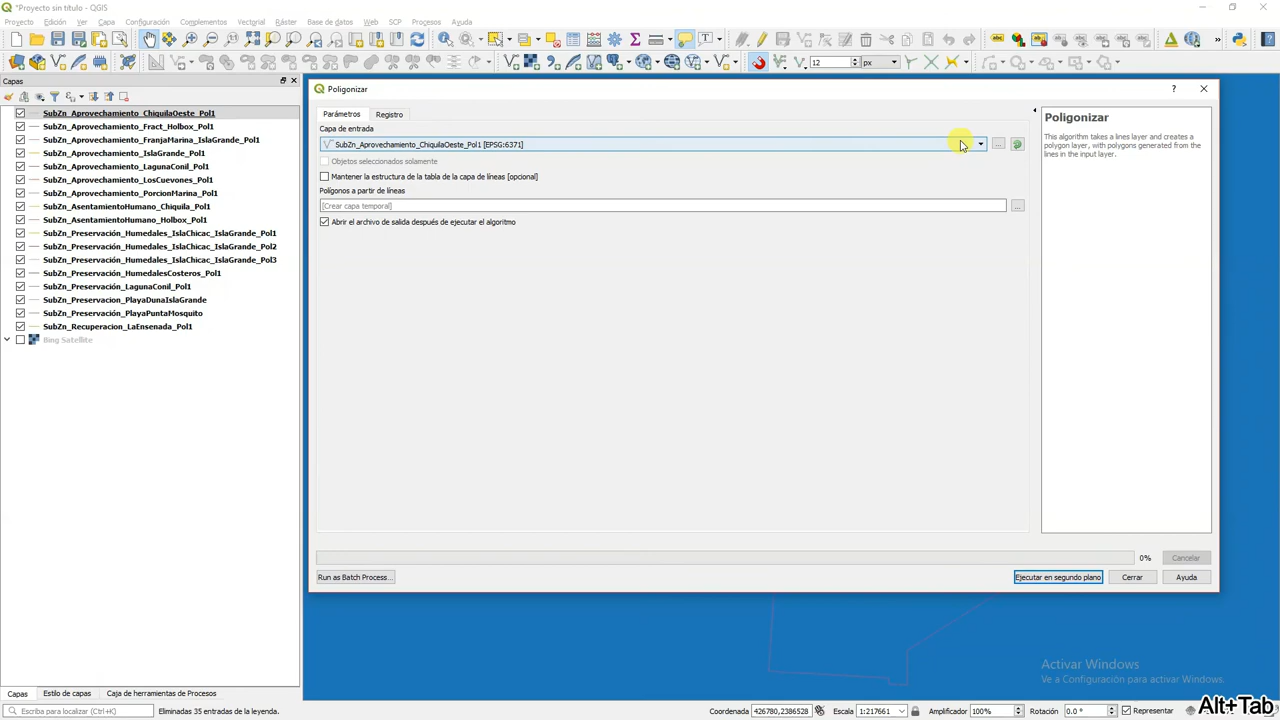 *Proyecto sin título - QGIS
Proyecto Edición Ver Capa Configuración Complementos Vectorial Ráster Base de datos Web SCP Procesos Ayuda
12 px
Capas
SubZn_Aprovechamiento_ChiquilaOeste_Pol1
SubZn_Aprovechamiento_Fract_Holbox_Pol1
SubZn_Aprovechamiento_FranjaMarina_IslaGrande_Pol1
SubZn_Aprovechamiento_IslaGrande_Pol1
SubZn_Aprovechamiento_LagunaConil_Pol1
SubZn_Aprovechamiento_LosCuevones_Pol1
SubZn_Aprovechamiento_PorcionMarina_Pol1
SubZn_AsentamientoHumano_Chiquila_Pol1
SubZn_AsentamientoHumano_Holbox_Pol1
SubZn_Preservación_Humedales_IslaChicac_IslaGrande_Pol1
SubZn_Preservación_Humedales_IslaChicac_IslaGrande_Pol2
SubZn_Preservación_Humedales_IslaChicac_IslaGrande_Pol3
SubZn_Preservación_HumedalesCosteros_Pol1
SubZn_Preservación_LagunaConil_Pol1
SubZn_Preservacion_PlayaDunaIslaGrande
SubZn_Preservación_PlayaPuntaMosquito
SubZn_Recuperacion_LaEnsenada_Pol1
Bing Satellite
Poligonizar
?
Parámetros Registro
Capa de entrada
SubZn_Aprovechamiento_ChiquilaOeste_Pol1 [EPSG:6371]
...
Objetos seleccionados solamente
Mantener la estructura de la tabla de la capa de líneas [opcional]
Polígonos a partir de líneas
[Crear capa temporal]
...
Abrir el archivo de salida después de ejecutar el algoritmo
Poligonizar
This algorithm takes a lines layer and creates a
polygon layer, with polygons generated from the
lines in the input layer.
0% Cancelar
Run as Batch Process... Ejecutar en segundo plano Cerrar Ayuda
Activar Windows
Ve a Configuración para activar Windows.
Capas Estilo de capas Caja de herramientas de Procesos
Escriba para localizar (Ctrl+K) Eliminadas 35 entradas de la leyenda. Coordenada 426780,2386528 Escala 1:217661 Amplificador 100% Rotación 0.0 ° Representar
Alt+Tab